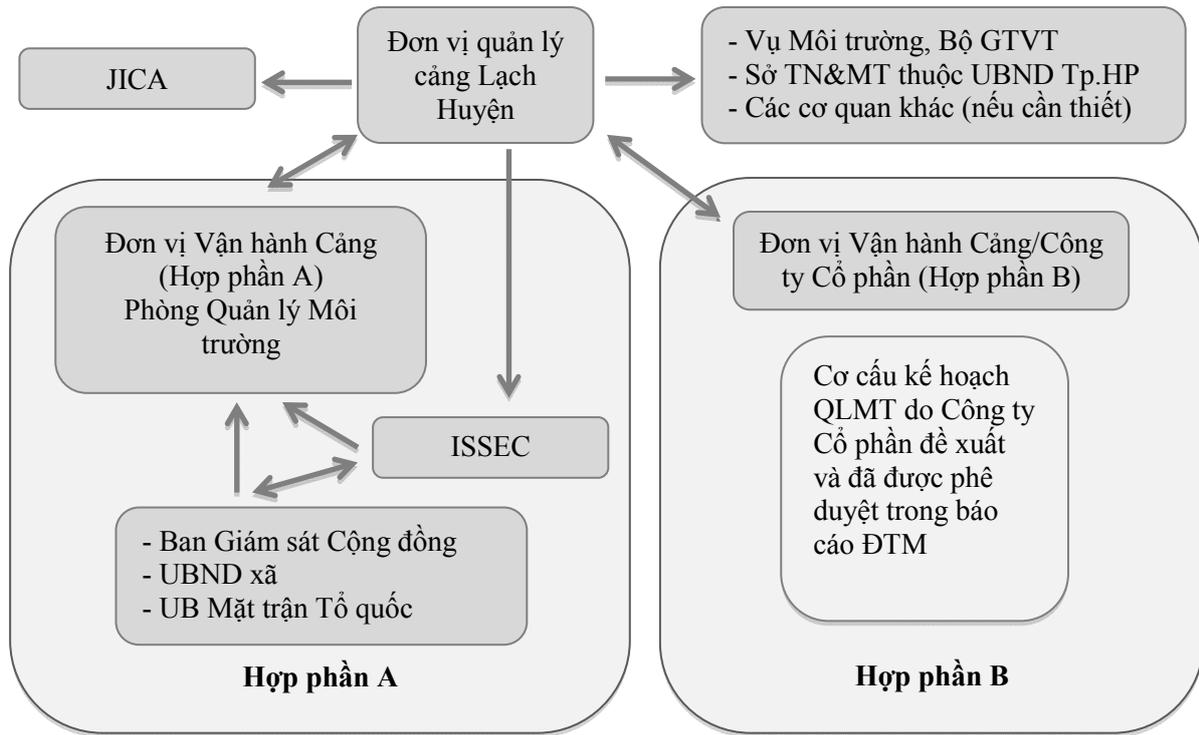 JICA
Đơn vị quản lý
cảng Lạch
Huyện
- Vụ Môi trường, Bộ GTVT
- Sở TN&MT thuộc UBND Tp.HP
- Các cơ quan khác (nếu cần thiết)
Đơn vị Vận hành Cảng
(Hợp phần A)
Phòng Quản lý Môi
trường
ISSEC
- Ban Giám sát Cộng đồng
- UBND xã
- UB Mặt trận Tổ quốc
Hợp phần A
Đơn vị Vận hành Cảng/Công
ty Cổ phần (Hợp phần B)
Cơ cấu kế hoạch
QLMT do Công ty
Cổ phần đề xuất
và đã được phê
duyệt trong báo
cáo ĐTM
Hợp phần B